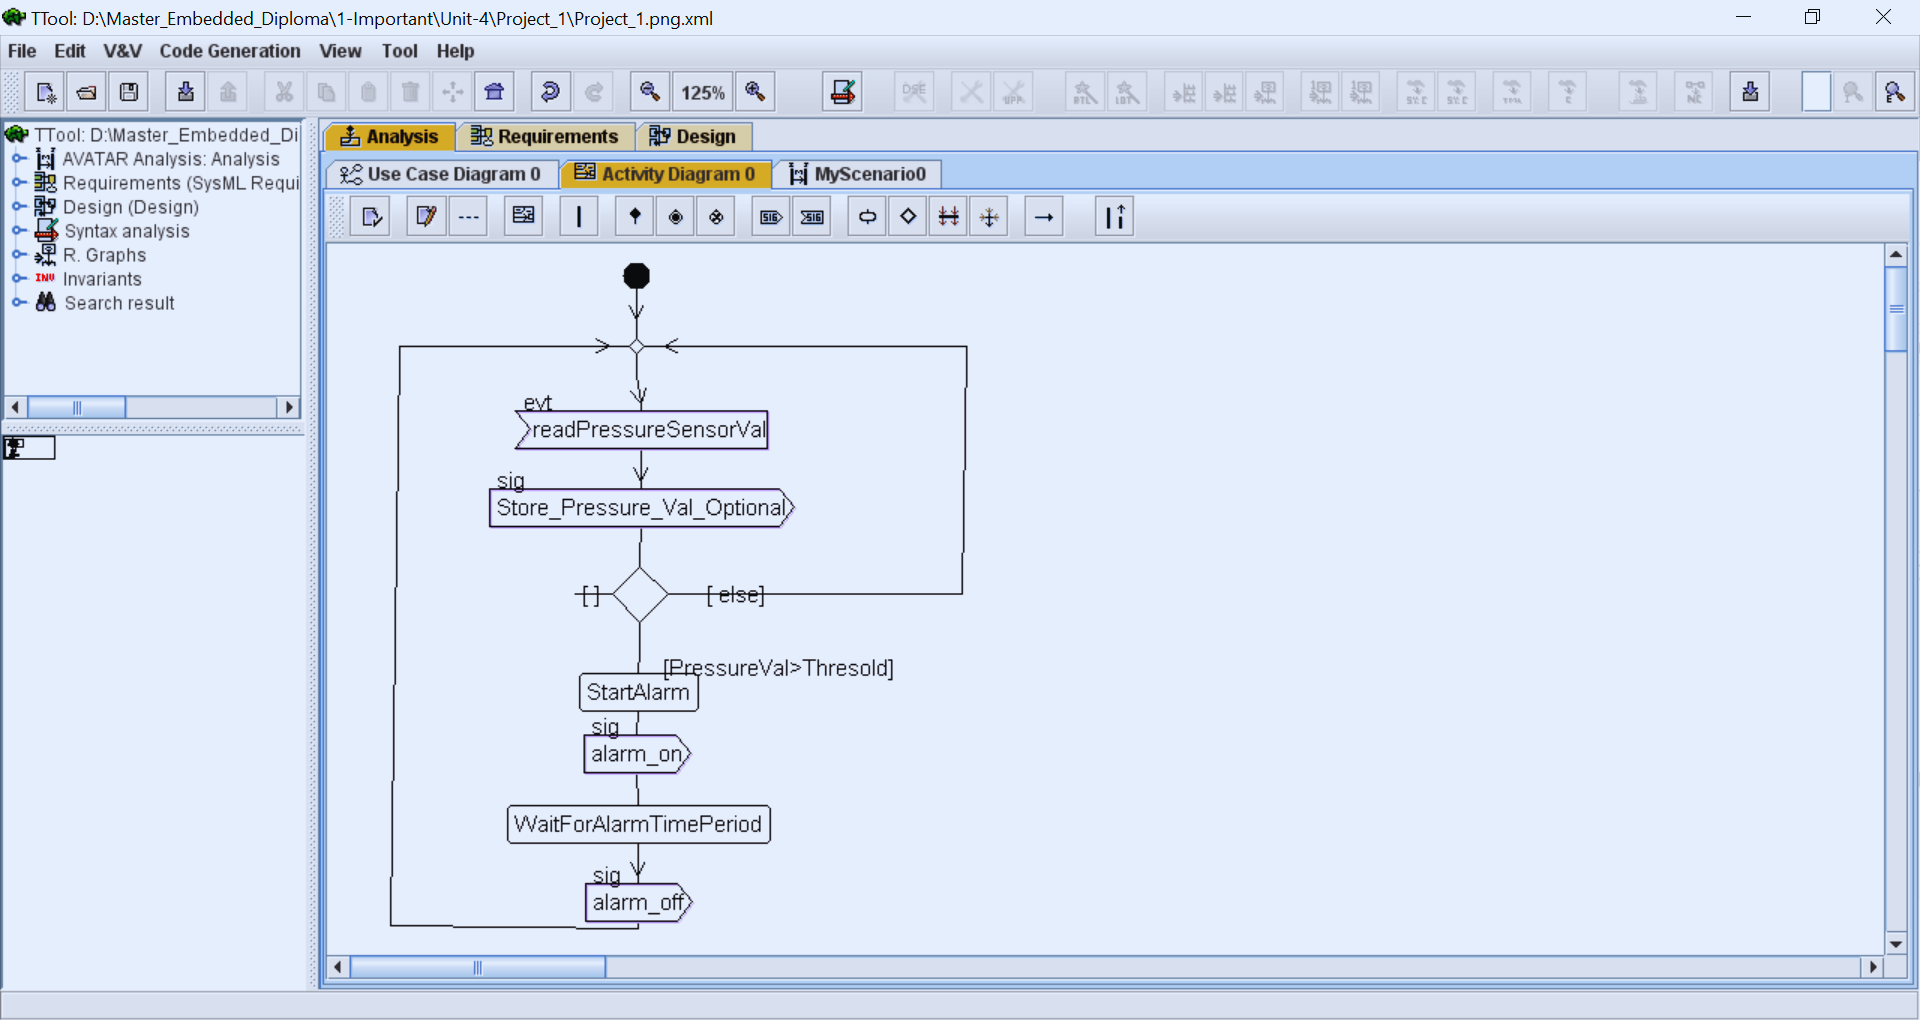 TTool: D:\Master_Embedded_Diploma\1-Important\Unit-4\Project_1\Project_1.png.xml
File Edit V&V Code Generation View Tool Help
125%
TTool: D:\Master_Embedded_Di
AVATAR Analysis: Analysis
Requirements (SysML Requi
Design (Design)
Syntax analysis
R. Graphs
INV Invariants
Search result
Analysis Requirements Design
Use Case Diagram 0 Activity Diagram 0 MyScenario0
SIG SIG
evt
readPressureSensorVal
sig
Store_Pressure_Val_Optional
[ ] [ else]
[PressureVal>Thresold]
StartAlarm
sig
alarm_on
WaitForAlarmTimePeriod
sig
alarm_off